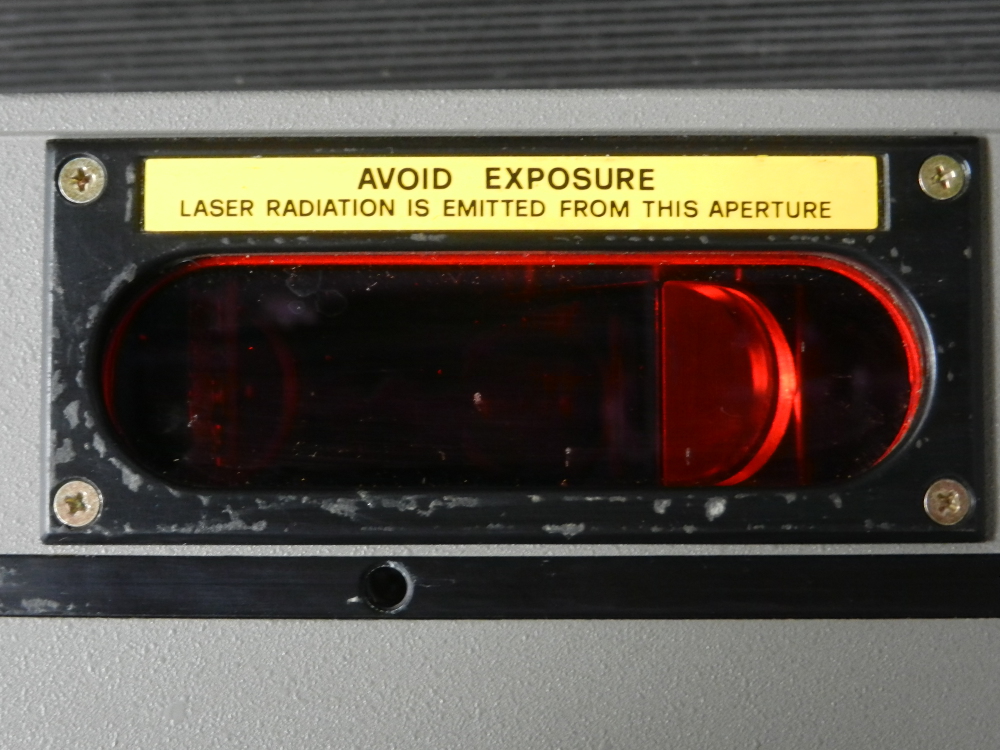 AVOID EXPOSURE
LASER RADIATION IS EMITTED FROM THIS APERTURE